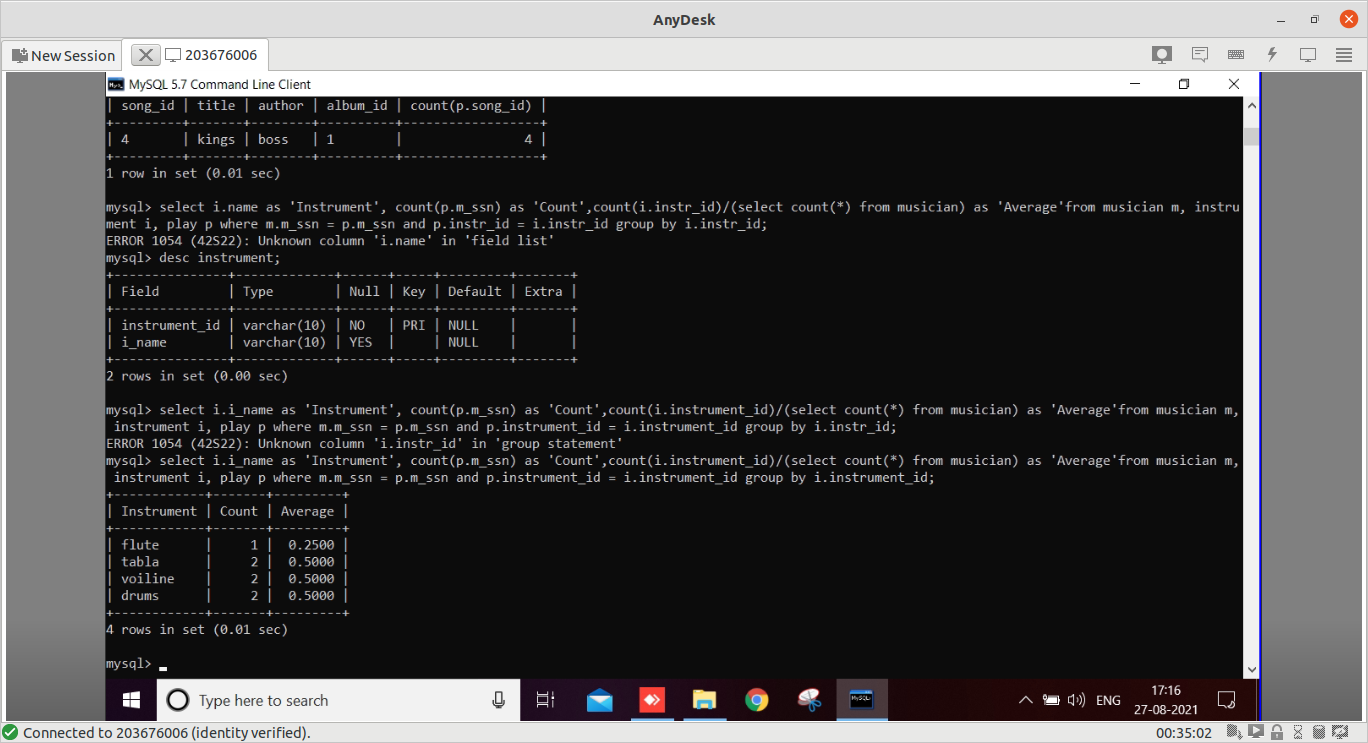 AnyDesk
New Session
203676006
MySQL 5.7 Command Line Client
| song_id | title | author | album_id | count(p.song_id) |
+---------+-------+--------+----------+------------------+
| 4       | kings | boss   | 1        |                4 |
+---------+-------+--------+----------+------------------+
1 row in set (0.01 sec)
mysql> select i.name as 'Instrument', count(p.m_ssn) as 'Count',count(i.instr_id)/(select count(*) from musician) as 'Average'from musician m, instru
ment i, play p where m.m_ssn = p.m_ssn and p.instr_id = i.instr_id group by i.instr_id;
ERROR 1054 (42S22): Unknown column 'i.name' in 'field list'
mysql> desc instrument;
+---------------+-------------+------+-----+---------+-------+
| Field         | Type        | Null | Key | Default | Extra |
+---------------+-------------+------+-----+---------+-------+
| instrument_id | varchar(10) | NO   | PRI | NULL    |       |
| i_name        | varchar(10) | YES  |     | NULL    |       |
+---------------+-------------+------+-----+---------+-------+
2 rows in set (0.00 sec)
mysql> select i.i_name as 'Instrument', count(p.m_ssn) as 'Count',count(i.instrument_id)/(select count(*) from musician) as 'Average'from musician m,
 instrument i, play p where m.m_ssn = p.m_ssn and p.instrument_id = i.instrument_id group by i.instr_id;
ERROR 1054 (42S22): Unknown column 'i.instr_id' in 'group statement'
mysql> select i.i_name as 'Instrument', count(p.m_ssn) as 'Count',count(i.instrument_id)/(select count(*) from musician) as 'Average'from musician m,
 instrument i, play p where m.m_ssn = p.m_ssn and p.instrument_id = i.instrument_id group by i.instrument_id;
+------------+-------+---------+
| Instrument | Count | Average |
+------------+-------+---------+
| flute      |     1 |  0.2500 |
| tabla      |     2 |  0.5000 |
| voiline    |     2 |  0.5000 |
| drums      |     2 |  0.5000 |
+------------+-------+---------+
4 rows in set (0.01 sec)
mysql>
Type here to search
ENG
17:16
27-08-2021
Connected to 203676006 (identity verified).
00:35:02